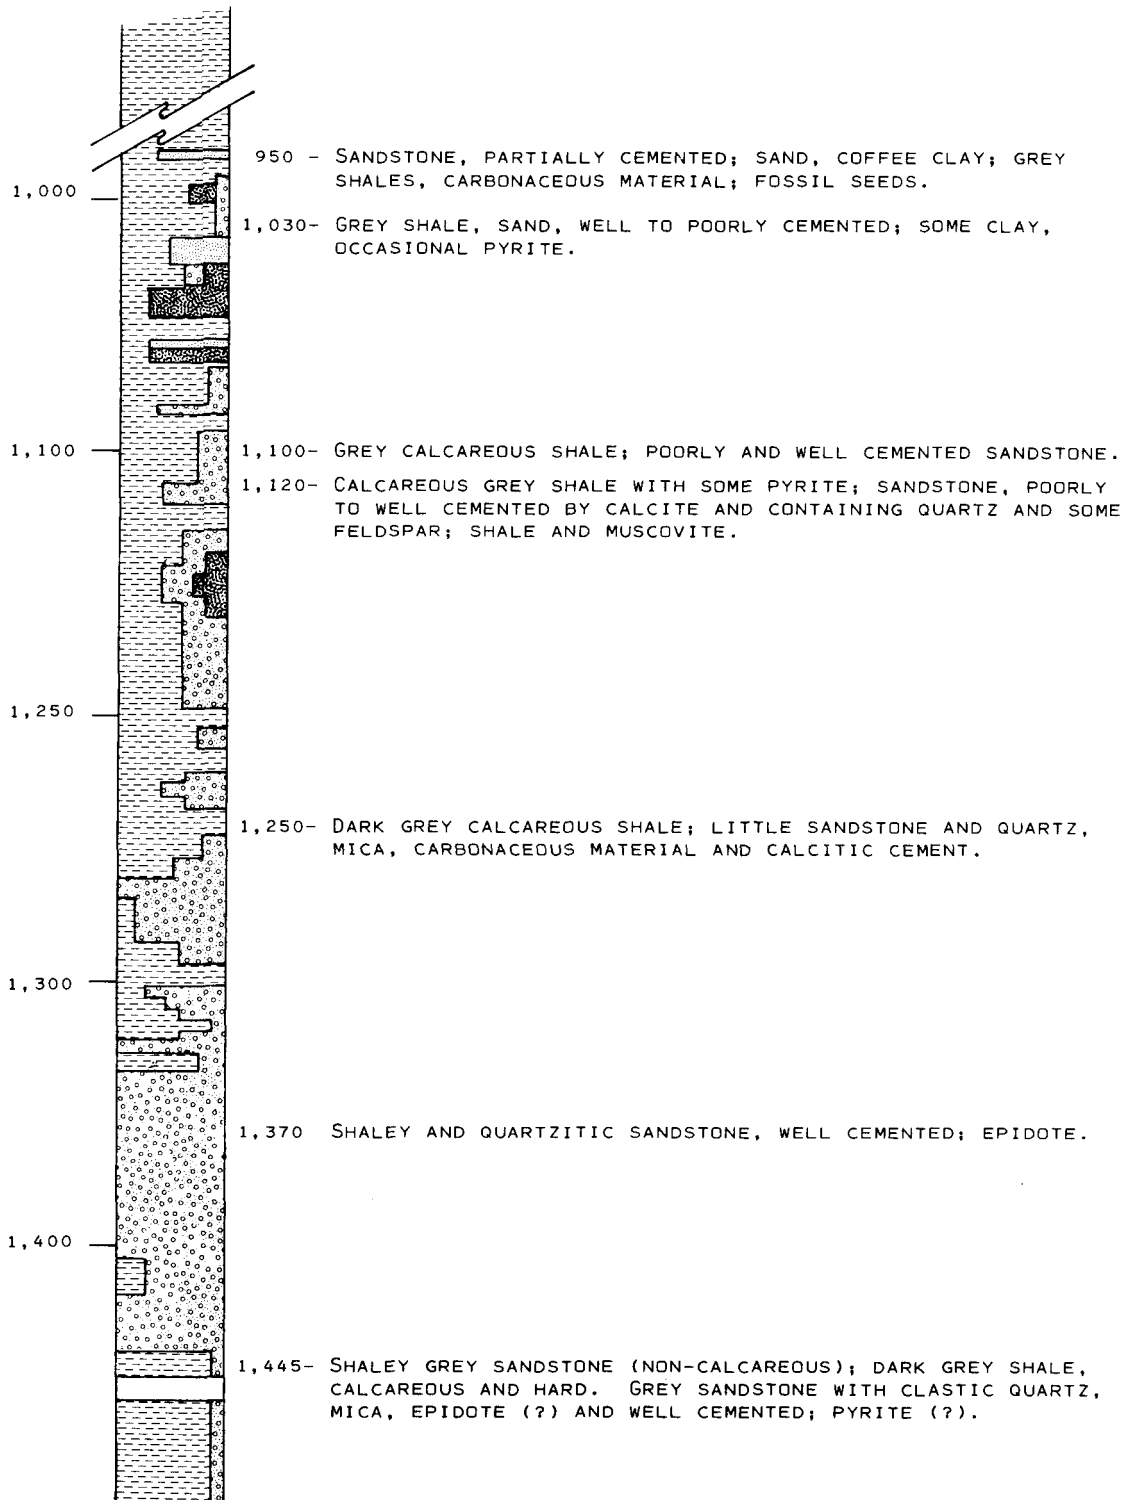 950 - SANDSTONE, PARTIALLY CEMENTED; SAND, COFFEE CLAY; GREY
SHALES, CARBONACEOUS MATERIAL; FOSSIL SEEDS.
1,000
1,030- GREY SHALE, SAND, WELL TO POORLY CEMENTED; SOME CLAY,
OCCASIONAL PYRITE.
1,100
1,100- GREY CALCAREOUS SHALE; POORLY AND WELL CEMENTED SANDSTONE.
1,120- CALCAREOUS GREY SHALE WITH SOME PYRITE; SANDSTONE, POORLY
TO WELL CEMENTED BY CALCITE AND CONTAINING QUARTZ AND SOME
FELDSPAR; SHALE AND MUSCOVITE.
1,250
1,250- DARK GREY CALCAREOUS SHALE; LITTLE SANDSTONE AND QUARTZ,
MICA, CARBONACEOUS MATERIAL AND CALCITIC CEMENT.
1,300
1,370 SHALEY AND QUARTZITIC SANDSTONE, WELL CEMENTED; EPIDOTE.
1,400
1,445- SHALEY GREY SANDSTONE (NON-CALCAREOUS); DARK GREY SHALE,
CALCAREOUS AND HARD. GREY SANDSTONE WITH CLASTIC QUARTZ,
MICA, EPIDOTE (?) AND WELL CEMENTED; PYRITE (?).